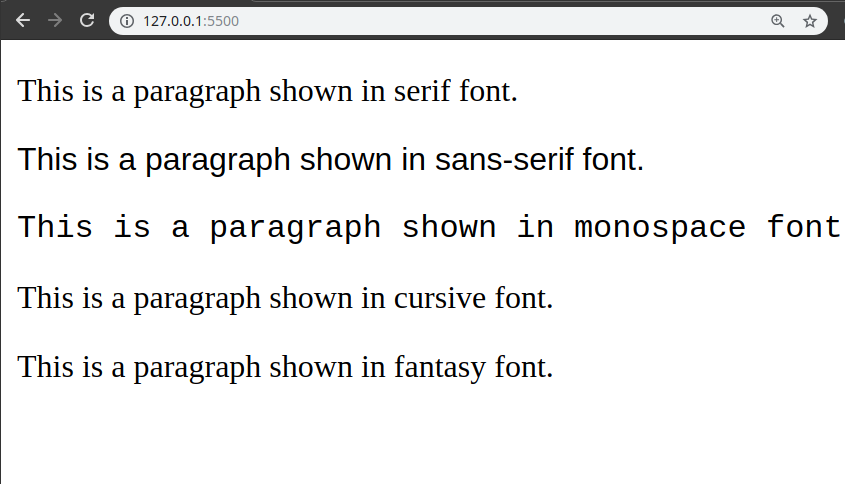 127.0.0.1:5500
This is a paragraph shown in serif font.
This is a paragraph shown in sans-serif font.
This is a paragraph shown in monospace font
This is a paragraph shown in cursive font.
This is a paragraph shown in fantasy font.